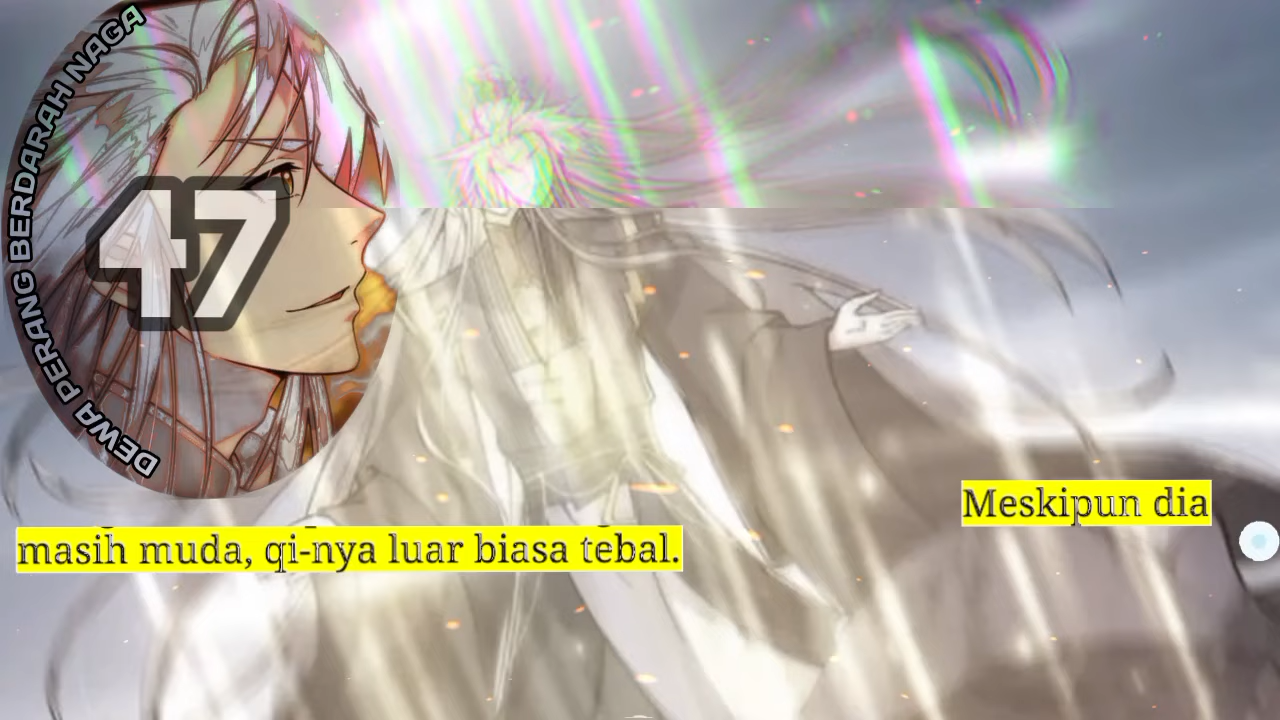 DEWA PERANG BERDARAH NAGA
47
Meskipun dia
masih muda, qi-nya luar biasa tebal.